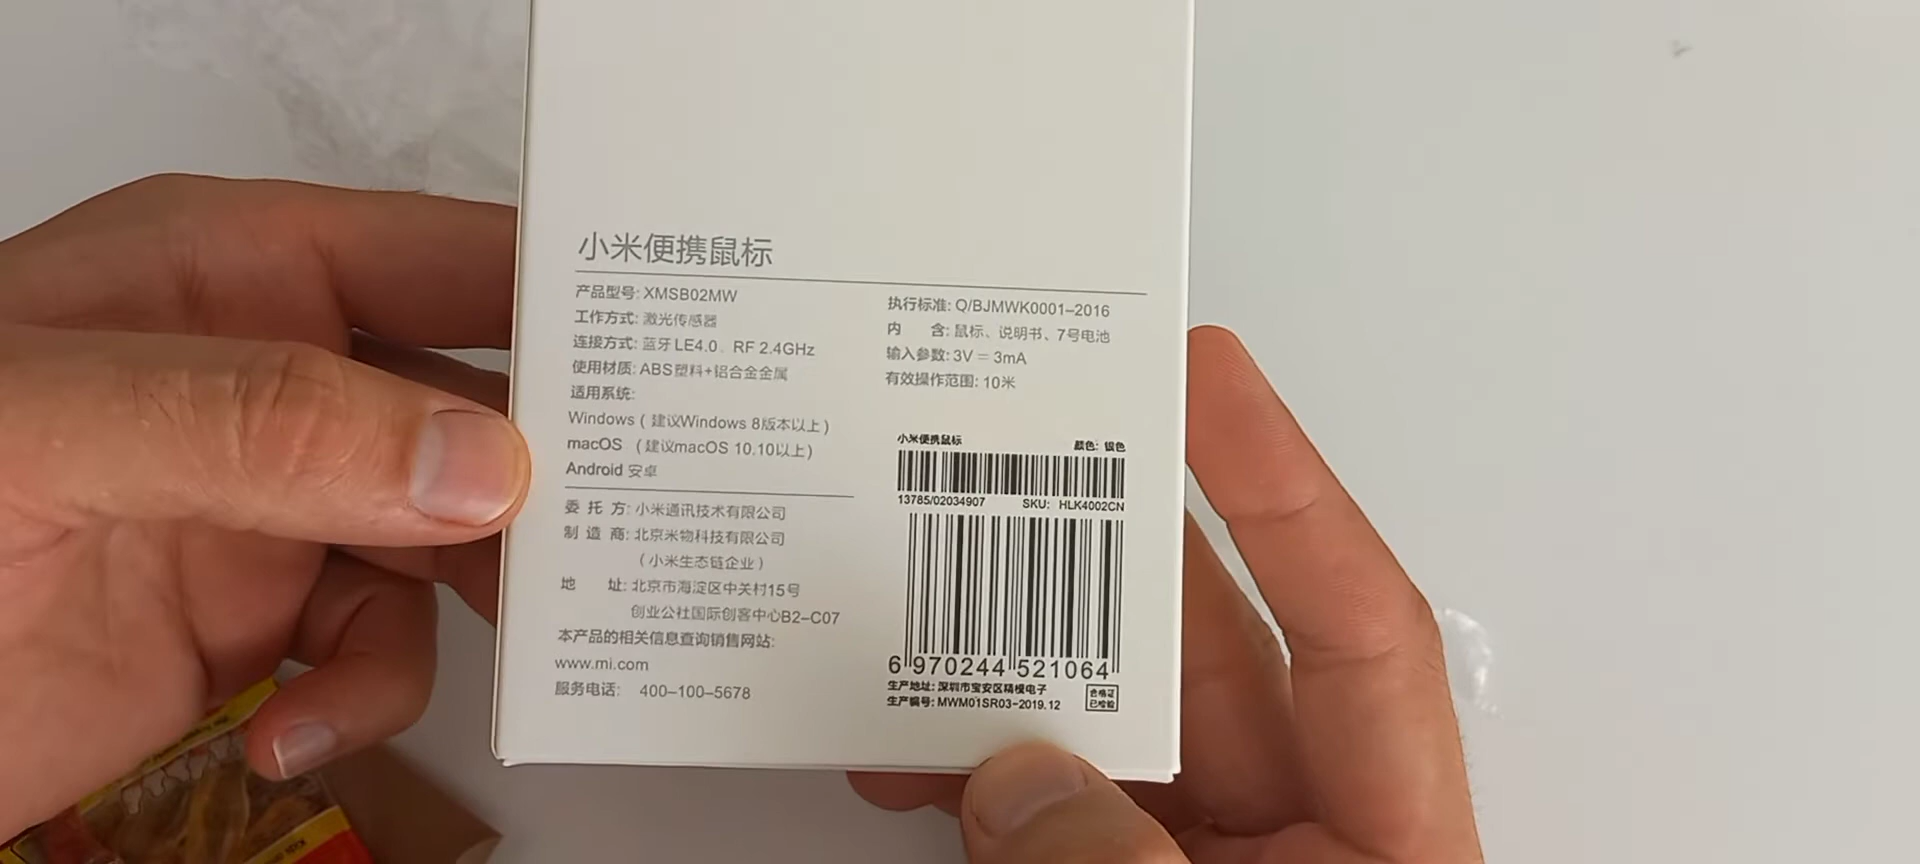 小米便携鼠标
产品型号: XMSB02MW
工作方式: 激光传感器
连接方式: 蓝牙 LE4.0、RF 2.4GHz
使用材质: ABS塑料+铝合金金属
适用系统:
Windows ( 建议Windows 8版本以上 )
macOS ( 建议macOS 10.10以上 )
Android 安卓
委 托 方: 小米通讯技术有限公司
制 造 商: 北京米物科技有限公司
( 小米生态链企业 )
地 址: 北京市海淀区中关村15号
创业公社国际创客中心B2-C07
本产品的相关信息查询销售网站:
www.mi.com
服务电话: 400-100-5678
执行标准: Q/BJMWK0001-2016
内 含: 鼠标、说明书、7号电池
输入参数: 3V = 3mA
有效操作范围: 10米
小米便携鼠标 颜色: 银色
13785/02034907 SKU: HLK4002CN
6 970244 521064
生产地址: 深圳市宝安区精模电子
生产编号: MWM01SR03-2019.12
合格证
已检验